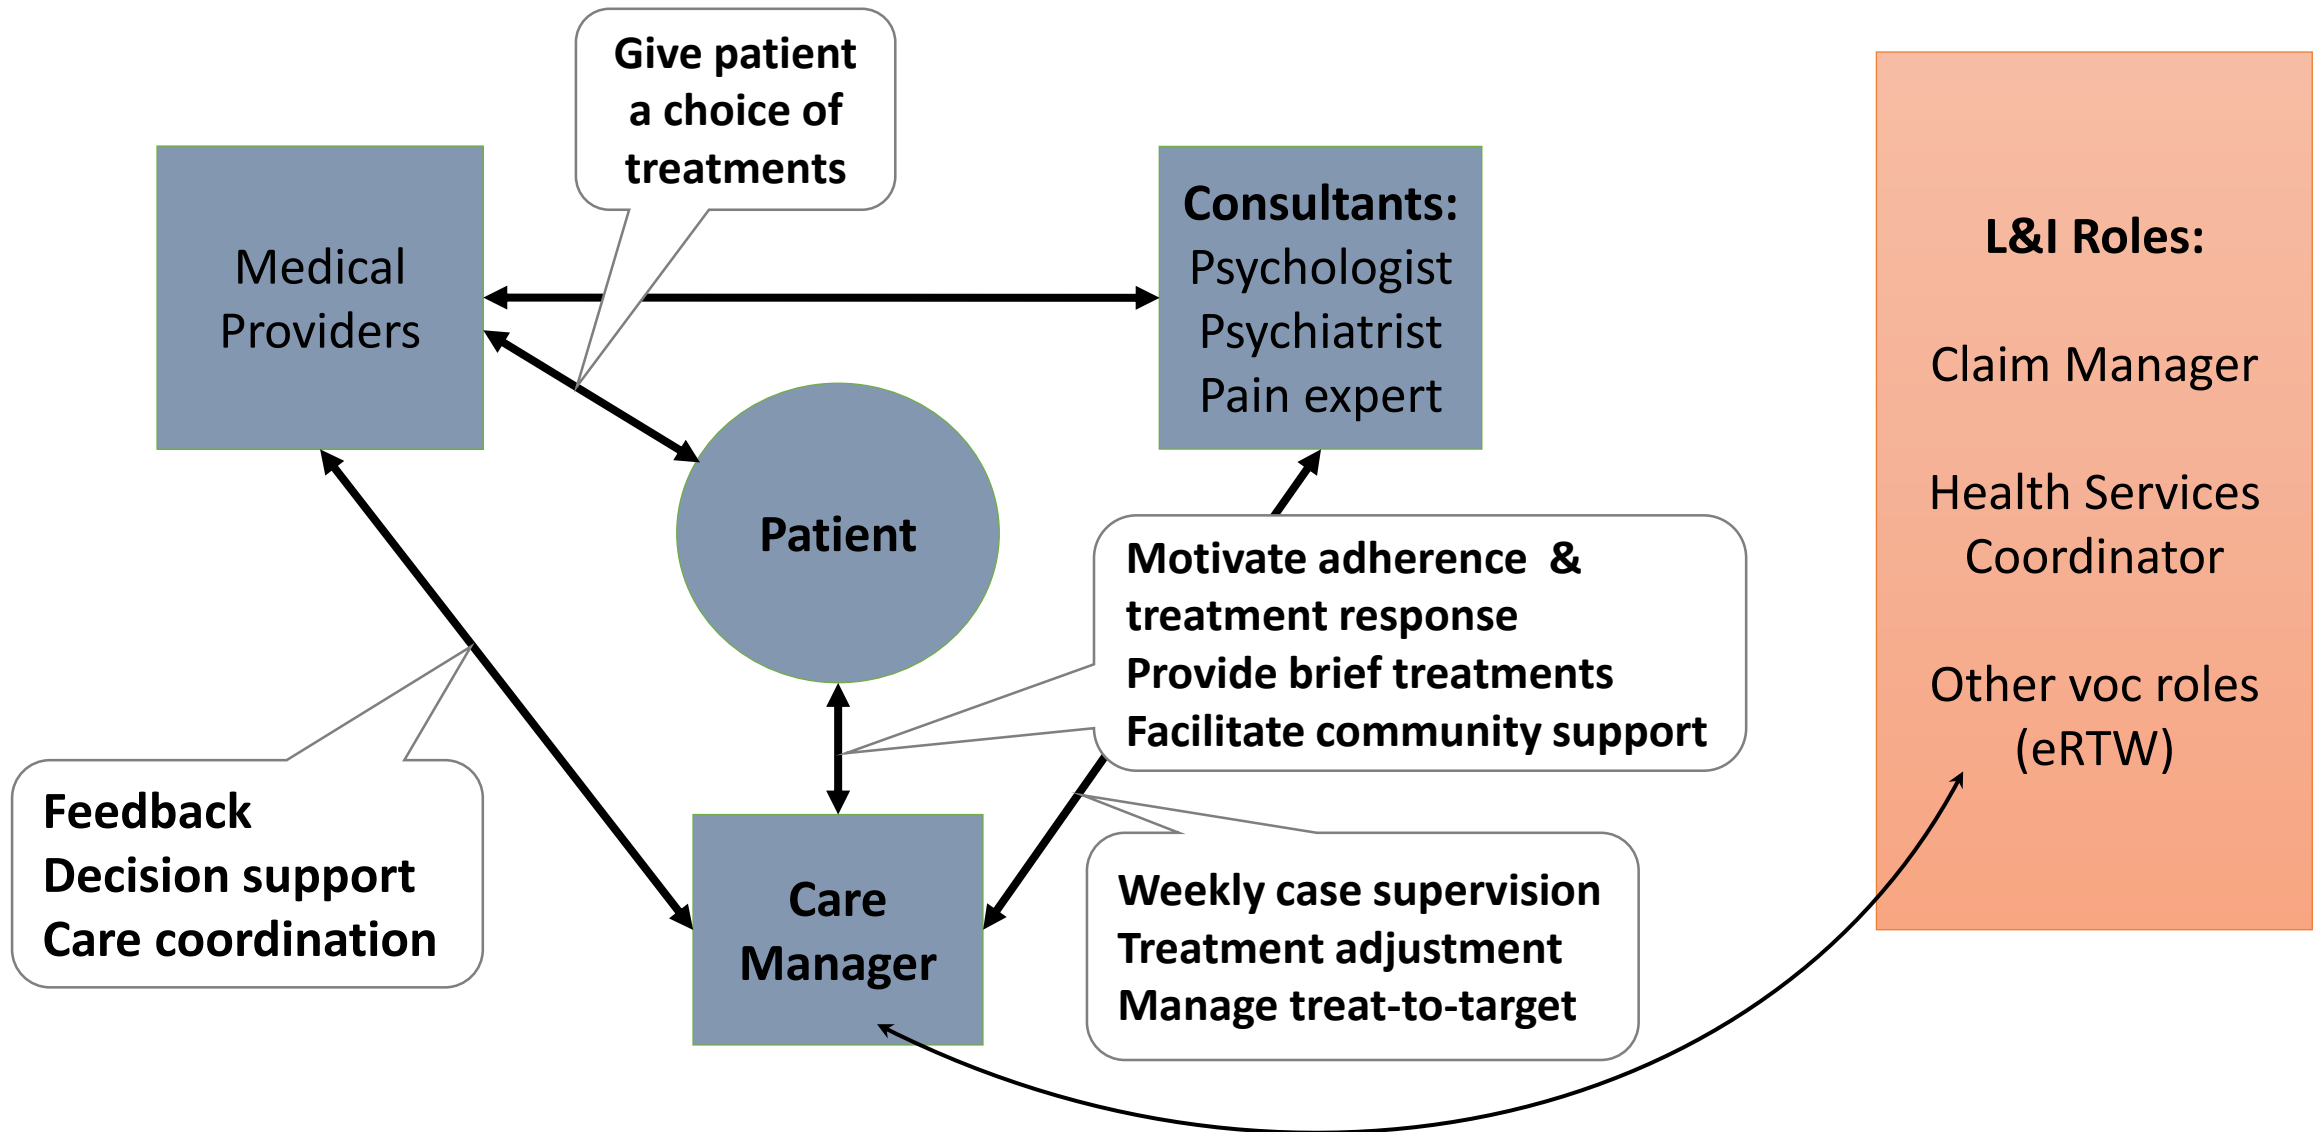 Give patient
a choice of
treatments
Medical
Providers
Consultants:
Psychologist
Psychiatrist
Pain expert
L&I Roles:
Claim Manager
Health Services
Coordinator
Other voc roles
(eRTW)
Patient
Motivate adherence  &
treatment response
Provide brief treatments
Facilitate community support
Feedback
Decision support
Care coordination
Care
Manager
Weekly case supervision
Treatment adjustment
Manage treat-to-target